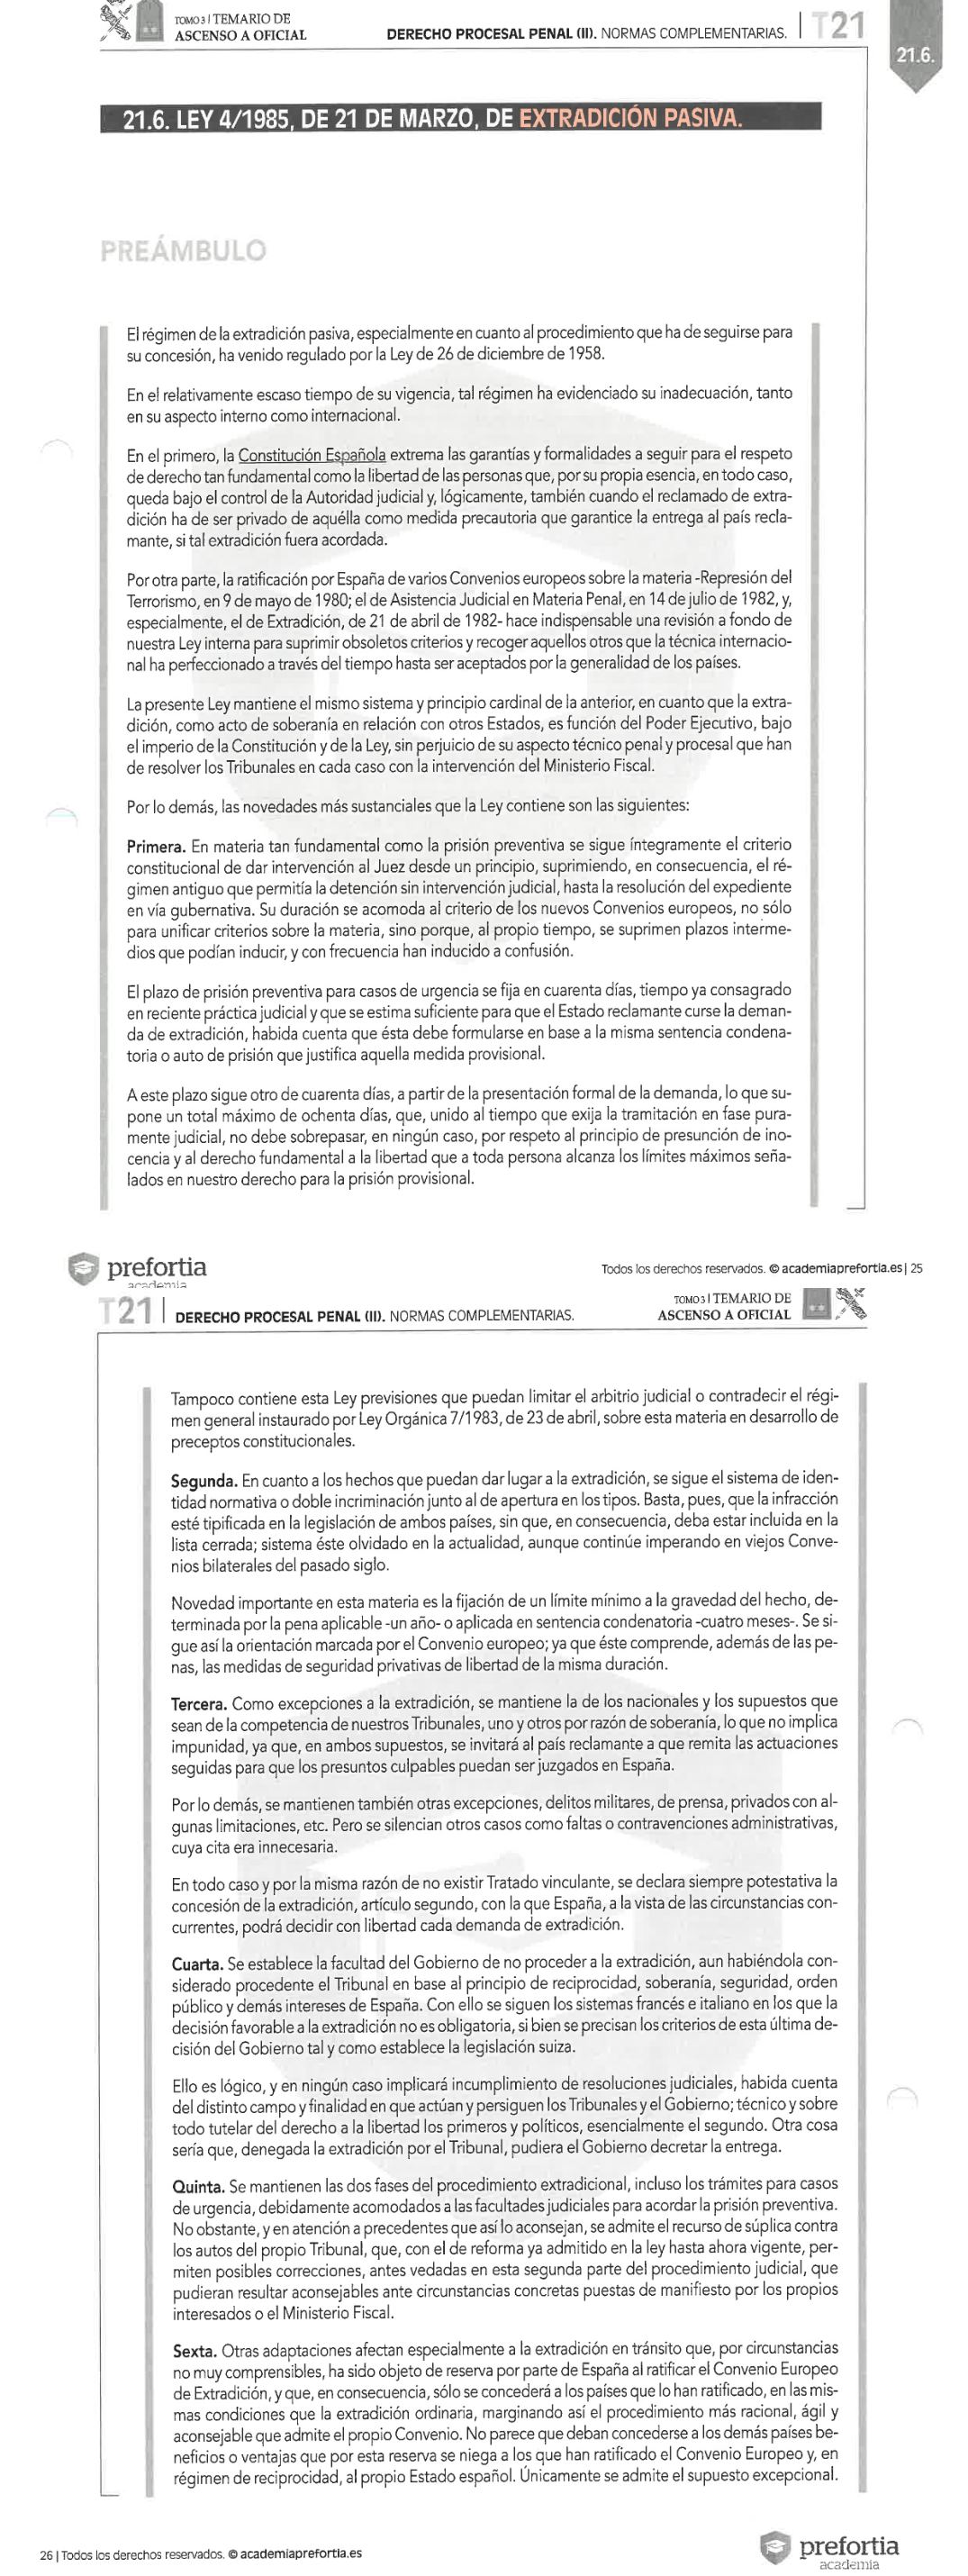 TOMO 3 | TEMARIO DE
ASCENSO A OFICIAL
DERECHO PROCESAL PENAL (II). NORMAS COMPLEMENTARIAS. | T21
21.6.
21.6. LEY 4/1985, DE 21 DE MARZO, DE EXTRADICIÓN PASIVA.
PREÁMBULO
El régimen de la extradición pasiva, especialmente en cuanto al procedimiento que ha de seguirse para
su concesión, ha venido regulado por la Ley de 26 de diciembre de 1958.
En el relativamente escaso tiempo de su vigencia, tal régimen ha evidenciado su inadecuación, tanto
en su aspecto interno como internacional.
En el primero, la Constitución Española extrema las garantías y formalidades a seguir para el respeto
de derecho tan fundamental como la libertad de las personas que, por su propia esencia, en todo caso,
queda bajo el control de la Autoridad judicial y, lógicamente, también cuando el reclamado de extra-
dición ha de ser privado de aquélla como medida precautoria que garantice la entrega al país recla-
mante, si tal extradición fuera acordada.
Por otra parte, la ratificación por España de varios Convenios europeos sobre la materia -Represión del
Terrorismo, en 9 de mayo de 1980; el de Asistencia Judicial en Materia Penal, en 14 de julio de 1982, y,
especialmente, el de Extradición, de 21 de abril de 1982- hace indispensable una revisión a fondo de
nuestra Ley interna para suprimir obsoletos criterios y recoger aquellos otros que la técnica internacio-
nal ha perfeccionado a través del tiempo hasta ser aceptados por la generalidad de los países.
La presente Ley mantiene el mismo sistema y principio cardinal de la anterior, en cuanto que la extra-
dición, como acto de soberanía en relación con otros Estados, es función del Poder Ejecutivo, bajo
el imperio de la Constitución y de la Ley, sin perjuicio de su aspecto técnico penal y procesal que han
de resolver los Tribunales en cada caso con la intervención del Ministerio Fiscal.
Por lo demás, las novedades más sustanciales que la Ley contiene son las siguientes:
Primera. En materia tan fundamental como la prisión preventiva se sigue íntegramente el criterio
constitucional de dar intervención al Juez desde un principio, suprimiendo, en consecuencia, el ré-
gimen antiguo que permitía la detención sin intervención judicial, hasta la resolución del expediente
en vía gubernativa. Su duración se acomoda al criterio de los nuevos Convenios europeos, no sólo
para unificar criterios sobre la materia, sino porque, al propio tiempo, se suprimen plazos interme-
dios que podían inducir, y con frecuencia han inducido a confusión.
El plazo de prisión preventiva para casos de urgencia se fija en cuarenta días, tiempo ya consagrado
en reciente práctica judicial y que se estima suficiente para que el Estado reclamante curse la deman-
da de extradición, habida cuenta que ésta debe formularse en base a la misma sentencia condena-
toria o auto de prisión que justifica aquella medida provisional.
A este plazo sigue otro de cuarenta días, a partir de la presentación formal de la demanda, lo que su-
pone un total máximo de ochenta días, que, unido al tiempo que exija la tramitación en fase pura-
mente judicial, no debe sobrepasar, en ningún caso, por respeto al principio de presunción de ino-
cencia y al derecho fundamental a la libertad que a toda persona alcanza los límites máximos seña-
lados en nuestro derecho para la prisión provisional.
prefortia
academia
Todos los derechos reservados. © academiaprefortia.es | 25
T21 | DERECHO PROCESAL PENAL (II). NORMAS COMPLEMENTARIAS.
TOMO 3 | TEMARIO DE
ASCENSO A OFICIAL
Tampoco contiene esta Ley previsiones que puedan limitar el arbitrio judicial o contradecir el régi-
men general instaurado por Ley Orgánica 7/1983, de 23 de abril, sobre esta materia en desarrollo de
preceptos constitucionales.
Segunda. En cuanto a los hechos que puedan dar lugar a la extradición, se sigue el sistema de iden-
tidad normativa o doble incriminación junto al de apertura en los tipos. Basta, pues, que la infracción
esté tipificada en la legislación de ambos países, sin que, en consecuencia, deba estar incluida en la
lista cerrada; sistema éste olvidado en la actualidad, aunque continúe imperando en viejos Conve-
nios bilaterales del pasado siglo.
Novedad importante en esta materia es la fijación de un límite mínimo a la gravedad del hecho, de-
terminada por la pena aplicable -un año- o aplicada en sentencia condenatoria -cuatro meses-. Se si-
gue así la orientación marcada por el Convenio europeo; ya que éste comprende, además de las pe-
nas, las medidas de seguridad privativas de libertad de la misma duración.
Tercera. Como excepciones a la extradición, se mantiene la de los nacionales y los supuestos que
sean de la competencia de nuestros Tribunales, uno y otros por razón de soberanía, lo que no implica
impunidad, ya que, en ambos supuestos, se invitará al país reclamante a que remita las actuaciones
seguidas para que los presuntos culpables puedan ser juzgados en España.
Por lo demás, se mantienen también otras excepciones, delitos militares, de prensa, privados con al-
gunas limitaciones, etc. Pero se silencian otros casos como faltas o contravenciones administrativas,
cuya cita era innecesaria.
En todo caso y por la misma razón de no existir Tratado vinculante, se declara siempre potestativa la
concesión de la extradición, artículo segundo, con la que España, a la vista de las circunstancias con-
currentes, podrá decidir con libertad cada demanda de extradición.
Cuarta. Se establece la facultad del Gobierno de no proceder a la extradición, aun habiéndola con-
siderado procedente el Tribunal en base al principio de reciprocidad, soberanía, seguridad, orden
público y demás intereses de España. Con ello se siguen los sistemas francés e italiano en los que la
decisión favorable a la extradición no es obligatoria, si bien se precisan los criterios de esta última de-
cisión del Gobierno tal y como establece la legislación suiza.
Ello es lógico, y en ningún caso implicará incumplimiento de resoluciones judiciales, habida cuenta
del distinto campo y finalidad en que actúan y persiguen los Tribunales y el Gobierno; técnico y sobre
todo tutelar del derecho a la libertad los primeros y políticos, esencialmente el segundo. Otra cosa
sería que, denegada la extradición por el Tribunal, pudiera el Gobierno decretar la entrega.
Quinta. Se mantienen las dos fases del procedimiento extradicional, incluso los trámites para casos
de urgencia, debidamente acomodados a las facultades judiciales para acordar la prisión preventiva.
No obstante, y en atención a precedentes que así lo aconsejan, se admite el recurso de súplica contra
los autos del propio Tribunal, que, con el de reforma ya admitido en la ley hasta ahora vigente, per-
miten posibles correcciones, antes vedadas en esta segunda parte del procedimiento judicial, que
pudieran resultar aconsejables ante circunstancias concretas puestas de manifiesto por los propios
interesados o el Ministerio Fiscal.
Sexta. Otras adaptaciones afectan especialmente a la extradición en tránsito que, por circunstancias
no muy comprensibles, ha sido objeto de reserva por parte de España al ratificar el Convenio Europeo
de Extradición, y que, en consecuencia, sólo se concederá a los países que lo han ratificado, en las mis-
mas condiciones que la extradición ordinaria, marginando así el procedimiento más racional, ágil y
aconsejable que admite el propio Convenio. No parece que deban concederse a los demás países be-
neficios o ventajas que por esta reserva se niega a los que han ratificado el Convenio Europeo y, en
régimen de reciprocidad, al propio Estado español. Únicamente se admite el supuesto excepcional.
26 | Todos los derechos reservados. © academiaprefortia.es
prefortia
academia